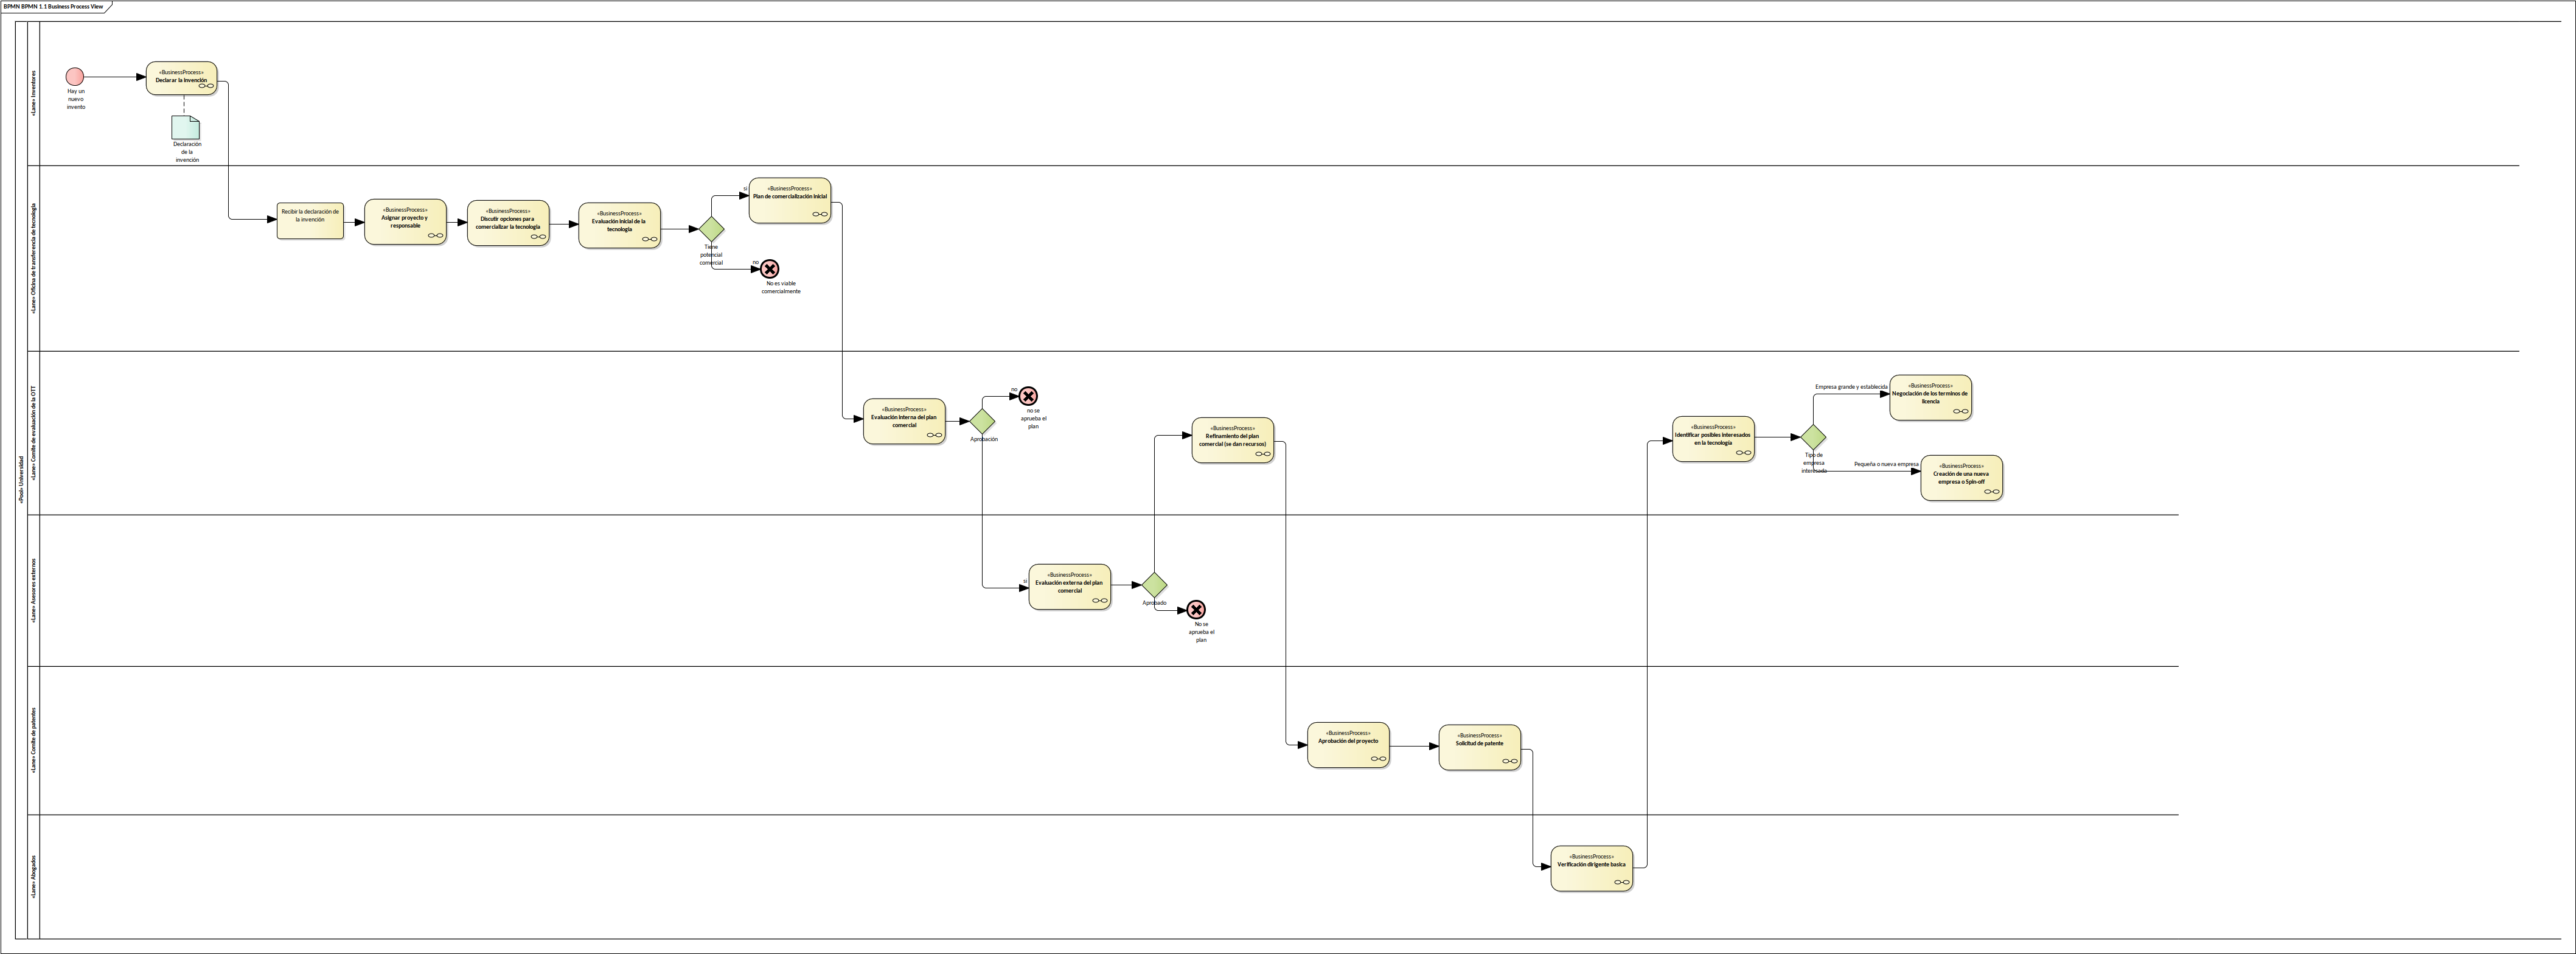 BPMN BPMN 1.1 Business Process View
«Pool» Universidad
«Lane» Inventores
Hay un
nuevo
invento
«BusinessProcess»
Declarar la invención
Declaración
de la
invención
«Lane» Oficina de transferencia de tecnología
Recibir la declaración de
la invención
«BusinessProcess»
Asignar proyecto y
responsable
«BusinessProcess»
Discutir opciones para
comercializar la tecnología
«BusinessProcess»
Evaluación inicial de la
tecnología
Tiene
potencial
comercial
si
«BusinessProcess»
Plan de comercialización inicial
no
No es viable
comercialmente
«Lane» Comite de evaluación de la OTT
«BusinessProcess»
Evaluación interna del plan
comercial
Aprobación
no
no se
aprueba el
plan
«BusinessProcess»
Refinamiento del plan
comercial (se dan recursos)
«BusinessProcess»
Identificar posibles interesados
en la tecnología
Tipo de
empresa
interesada
Empresa grande y establecida
«BusinessProcess»
Negociación de los terminos de
licencia
Pequeña o nueva empresa
«BusinessProcess»
Creación de una nueva
empresa o Spin-off
«Lane» Asesores externos
si
«BusinessProcess»
Evaluación externa del plan
comercial
Aprobado
No se
aprueba el
plan
«Lane» Comite de patentes
«BusinessProcess»
Aprobación del proyecto
«BusinessProcess»
Solicitud de patente
«Lane» Abogados
«BusinessProcess»
Verificación dirigente basica